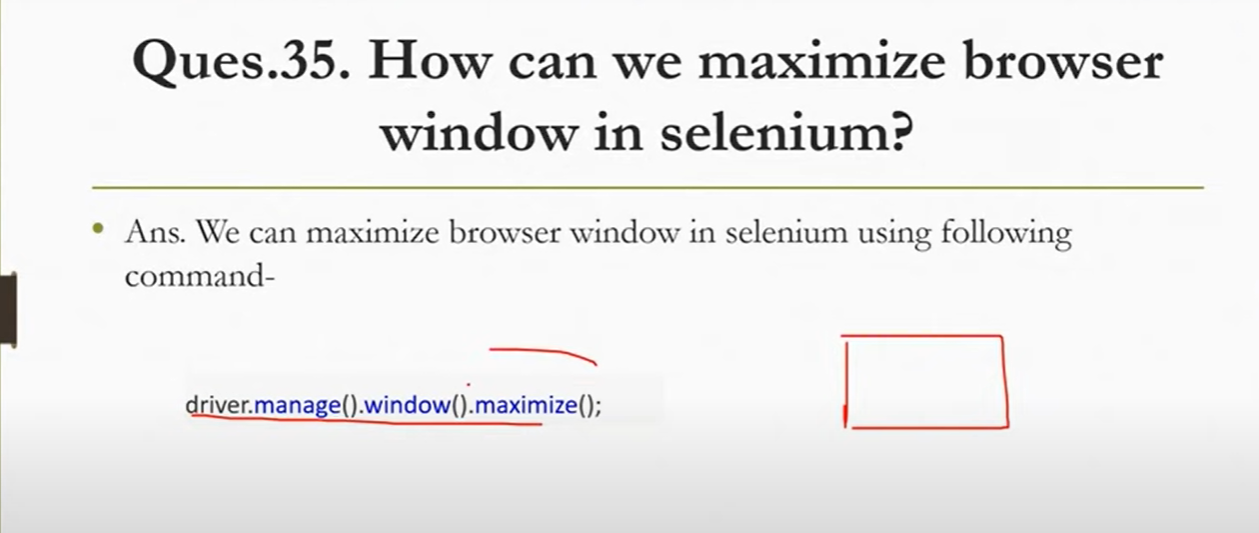 Ques.35. How can we maximize browser
window in selenium?
• Ans. We can maximize browser window in selenium using following
command-
driver.manage().window().maximize();